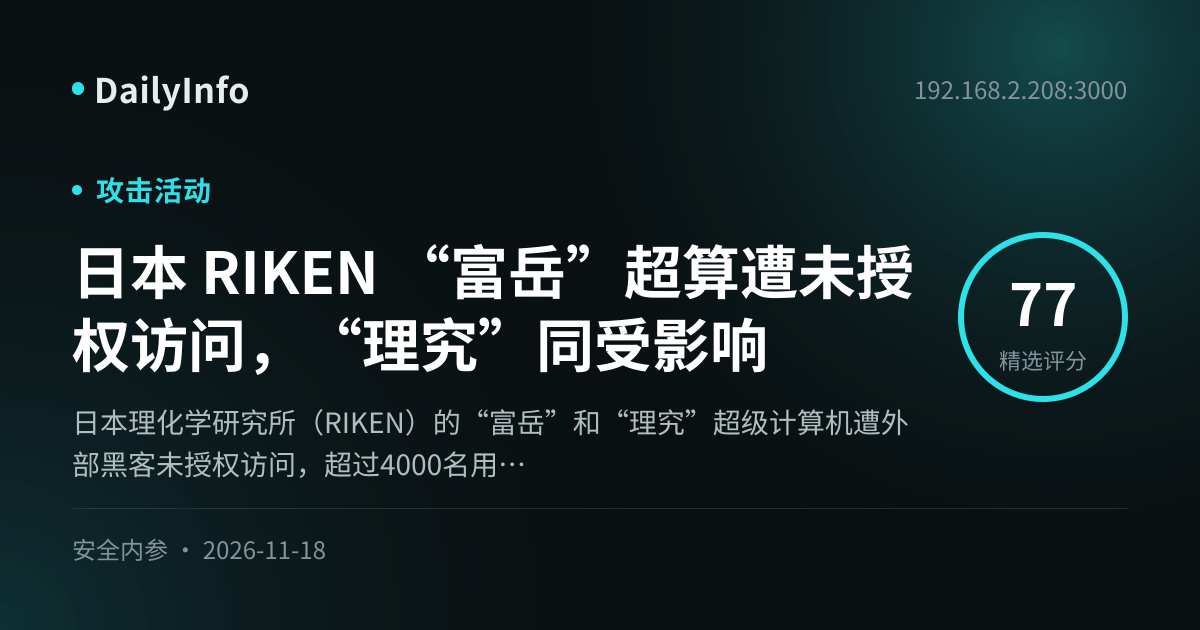 DailyInfo
192.168.2.208:3000
攻击活动
日本 RIKEN “富岳”超算遭未授
权访问，“理究”同受影响
77
精选评分
日本理化学研究所（RIKEN）的“富岳”和“理究”超级计算机遭外
部黑客未授权访问，超过4000名用…
安全内参 · 2026-11-18